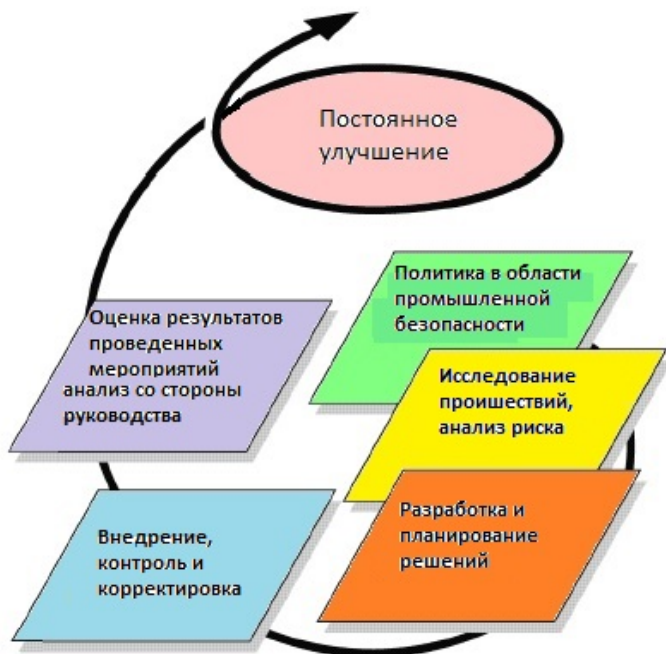 Постоянное
улучшение
Политика в области
промышленной
безопасности
Исследование
проишествий,
анализ риска
Разработка и
планирование
решений
Внедрение,
контроль и
корректировка
Оценка результатов
проведенных
мероприятий
анализ со стороны
руководства